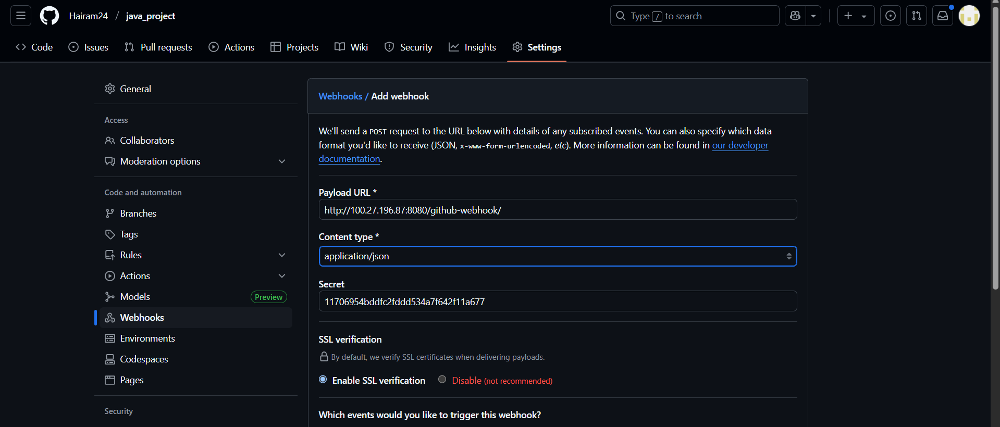 Hairam24 / java_project
Type / to search
Code Issues Pull requests Actions Projects Wiki Security Insights Settings
General
Access
Collaborators
Moderation options
Code and automation
Branches
Tags
Rules
Actions
Models Preview
Webhooks
Environments
Codespaces
Pages
Security
Webhooks / Add webhook
We'll send a POST request to the URL below with details of any subscribed events. You can also specify which data
format you'd like to receive (JSON, x-www-form-urlencoded, etc). More information can be found in our developer
documentation.
Payload URL *
http://100.27.196.87:8080/github-webhook/
Content type *
application/json
Secret
11706954bddfc2fddd534a7f642f11a677
SSL verification
By default, we verify SSL certificates when delivering payloads.
Enable SSL verification Disable (not recommended)
Which events would you like to trigger this webhook?